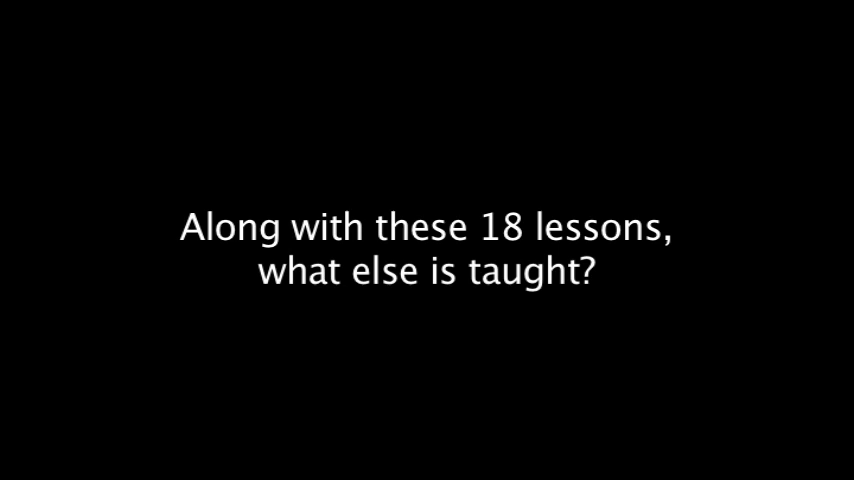 Along with these 18 lessons,
what else is taught?